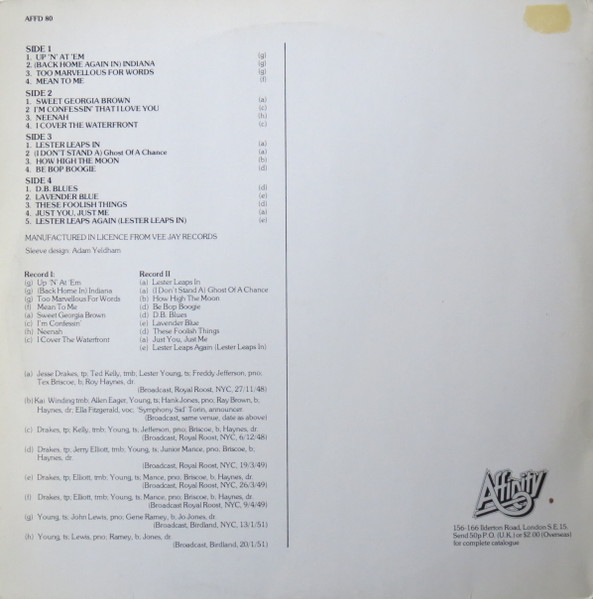 AFFD 80
SIDE 1
1. UP 'N' AT 'EM (g)
2. (BACK HOME AGAIN IN) INDIANA (g)
3. TOO MARVELLOUS FOR WORDS (g)
4. MEAN TO ME (f)
SIDE 2
1. SWEET GEORGIA BROWN (a)
2 I'M CONFESSIN' THAT I LOVE YOU (c)
3. NEENAH (h)
4. I COVER THE WATERFRONT (c)
SIDE 3
1. LESTER LEAPS IN (a)
2 (I DON'T STAND A) Ghost Of A Chance (a)
3. HOW HIGH THE MOON (b)
4. BE BOP BOOGIE (d)
SIDE 4
1. D.B. BLUES (d)
2. LAVENDER BLUE (e)
3. THESE FOOLISH THINGS (d)
4. JUST YOU, JUST ME (a)
5. LESTER LEAPS AGAIN (LESTER LEAPS IN) (e)
MANUFACTURED IN LICENCE FROM VEE JAY RECORDS
Sleeve design: Adam Yeldham
Record I:
(g) Up 'N' At 'Em
(g) (Back Home In) Indiana
(g) Too Marvellous For Words
(f) Mean To Me
(a) Sweet Georgia Brown
(c) I'm Confessin'
(h) Neenah
(c) I Cover The Waterfront
Record II
(a) Lester Leaps In
(a) (I Don't Stand A) Ghost Of A Chance
(b) How High The Moon
(d) Be Bop Boogie
(d) D.B. Blues
(e) Lavender Blue
(d) These Foolish Things
(a) Just You, Just Me
(e) Lester Leaps Again (Lester Leaps In)
(a) Jesse Drakes, tp; Ted Kelly, tmb; Lester Young, ts; Freddy Jefferson, pno;
Tex Briscoe, b; Roy Haynes, dr.
(Broadcast, Royal Roost, NYC, 27/11/48)
(b) Kai Winding tmb; Allen Eager, Young, ts; Hank Jones, pno; Ray Brown, b;
Haynes, dr; Ella Fitzgerald, voc; 'Symphony Sid' Torin, announcer
(Broadcast, same venue, date as above)
(c) Drakes, tp; Kelly, tmb; Young, ts; Jefferson, pno; Briscoe, b; Haynes, dr.
(Broadcast, Royal Roost, NYC, 6/12/48)
(d) Drakes, tp; Jerry Elliott, tmb; Young, ts; Junior Mance, pno; Briscoe, b;
Haynes, dr.
(Broadcast, Royal Roost, NYC, 19/3/49)
(e) Drakes, tp; Elliott, tmb; Young, ts; Mance, pno; Briscoe, b; Haynes, dr.
(Broadcast, Royal Roost, NYC, 26/3/49)
(f) Drakes, tp; Elliott, tmb; Young, ts; Mance, pno; Briscoe, b; Haynes, dr.
(Broadcast, Royal Roost, NYC, 9/4/49)
(g) Young, ts; John Lewis, pno; Gene Ramey, b; Jo Jones, dr.
(Broadcast, Birdland, NYC, 13/1/51)
(h) Young, ts; Lewis, pno; Ramey, b; Jones, dr.
(Broadcast, Birdland, 20/1/51)
Affinity
156-166 Ilderton Road, London S.E. 15.
Send 50p P.O. (U.K.) or $2.00 (Overseas)
for complete catalogue